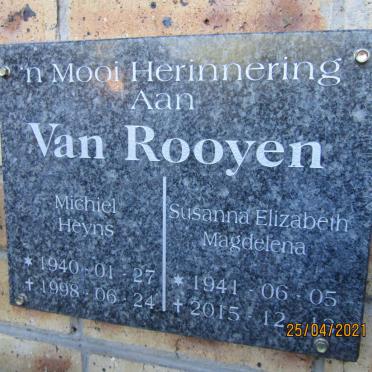 'n Mooi Herinnering
Aan
Van Rooyen
Michiel
Heyns
* 1940 - 01 - 27
✝ 1998 - 06 - 24
Susanna Elizabeth
Magdelena
* 1941 - 06 - 05
✝ 2015 - 12 -
25/04/2021